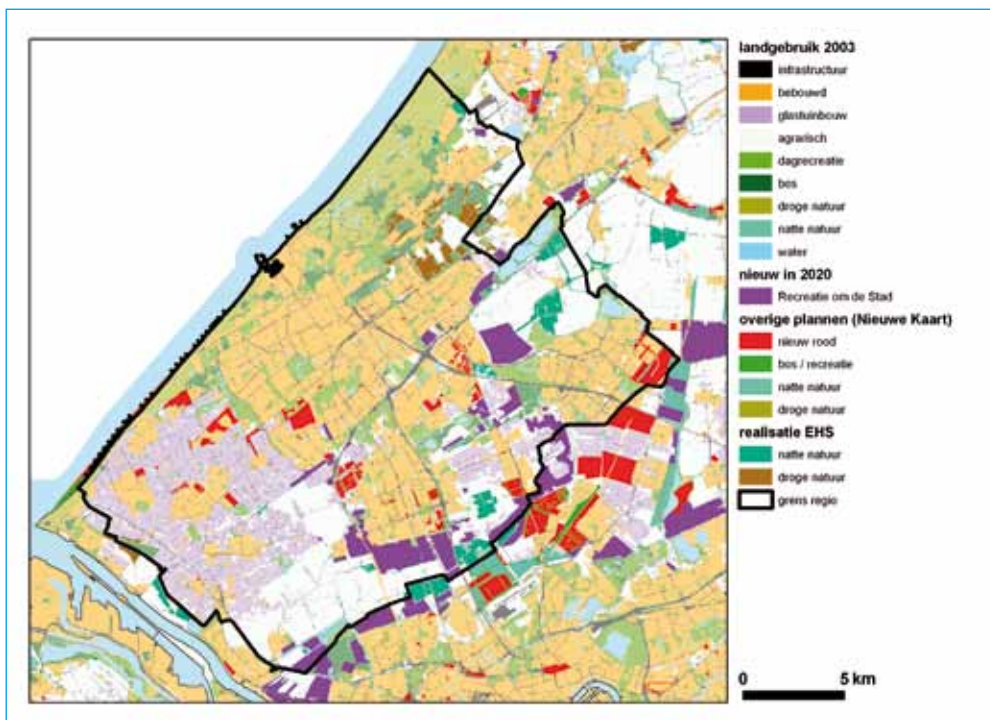 landgebruik 2003
infrastructuur
bebouwd
glastuinbouw
agrarisch
dagrecreatie
bos
droge natuur
natte natuur
water
nieuw in 2020
Recreatie om de Stad
overige plannen (Nieuwe Kaart)
nieuw rood
bos / recreatie
natte natuur
droge natuur
realisatie EHS
natte natuur
droge natuur
grens regio
0 5 km